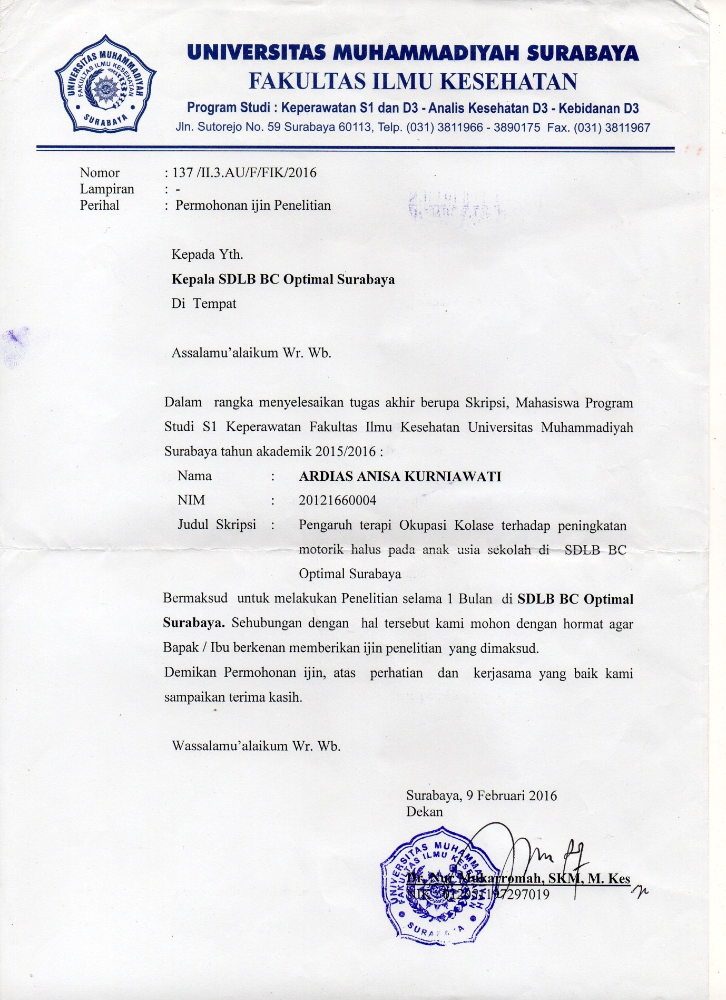 UNIVERSITAS MUHAMMADIYAH SURABAYA
FAKULTAS ILMU KESEHATAN
Program Studi : Keperawatan S1 dan D3 - Analis Kesehatan D3 - Kebidanan D3
Jln. Sutorejo No. 59 Surabaya 60113, Telp. (031) 3811966 - 3890175 Fax. (031) 3811967
UNIVERSITAS MUHAMMADIYAH
FAKULTAS ILMU KESEHATAN
SURABAYA
Nomor : 137 /II.3.AU/F/FIK/2016
Lampiran : -
Perihal : Permohonan ijin Penelitian
Kepada Yth.
Kepala SDLB BC Optimal Surabaya
Di Tempat
Assalamu’alaikum Wr. Wb.
Dalam rangka menyelesaikan tugas akhir berupa Skripsi, Mahasiswa Program
Studi S1 Keperawatan Fakultas Ilmu Kesehatan Universitas Muhammadiyah
Surabaya tahun akademik 2015/2016 :
Nama : ARDIAS ANISA KURNIAWATI
NIM : 20121660004
Judul Skripsi : Pengaruh terapi Okupasi Kolase terhadap peningkatan
motorik halus pada anak usia sekolah di SDLB BC
Optimal Surabaya
Bermaksud untuk melakukan Penelitian selama 1 Bulan di SDLB BC Optimal
Surabaya. Sehubungan dengan hal tersebut kami mohon dengan hormat agar
Bapak / Ibu berkenan memberikan ijin penelitian yang dimaksud.
Demikan Permohonan ijin, atas perhatian dan kerjasama yang baik kami
sampaikan terima kasih.
Wassalamu’alaikum Wr. Wb.
Surabaya, 9 Februari 2016
Dekan
Dr. Nur Mukarromah, SKM, M. Kes
NIK. 012051197297019
UNIVERSITAS MUHAMMADIYAH
FAKULTAS ILMU KESEHATAN
SURABAYA